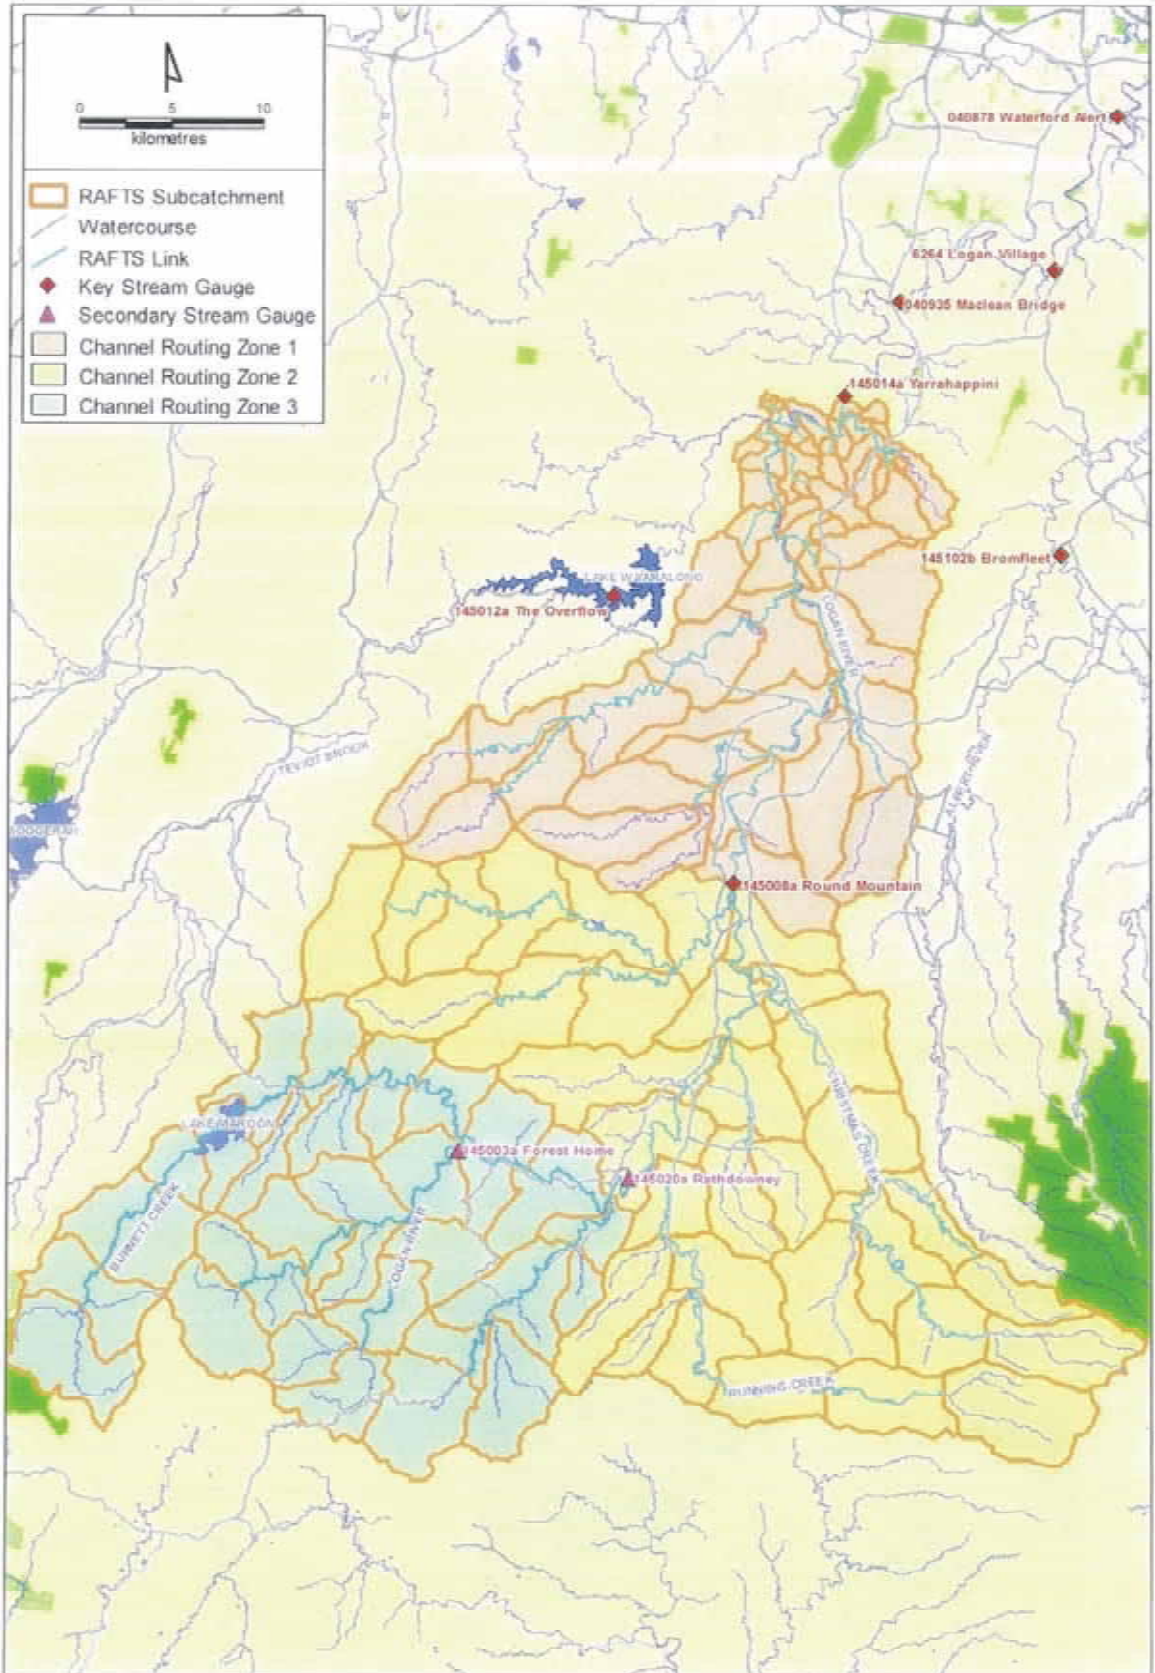 0 5 10
kilometres
RAFTS Subcatchment
Watercourse
RAFTS Link
Key Stream Gauge
Secondary Stream Gauge
Channel Routing Zone 1
Channel Routing Zone 2
Channel Routing Zone 3
040878 Waterford Alert
6264 Logan Village
040935 Maclean Bridge
145014a Yarrahappini
145102b Bromfleet
LAKE WYARALONG
145012a The Overflow
LOGAN RIVER
TEVIOT BROOK
ALBERT RIVER
145008a Round Mountain
CHRISTMAS CREEK
LAKE MAROON
145003a Forest Home
145020a Rathdowney
BURNETT CREEK
LOGAN RIVER
RUNNING CREEK